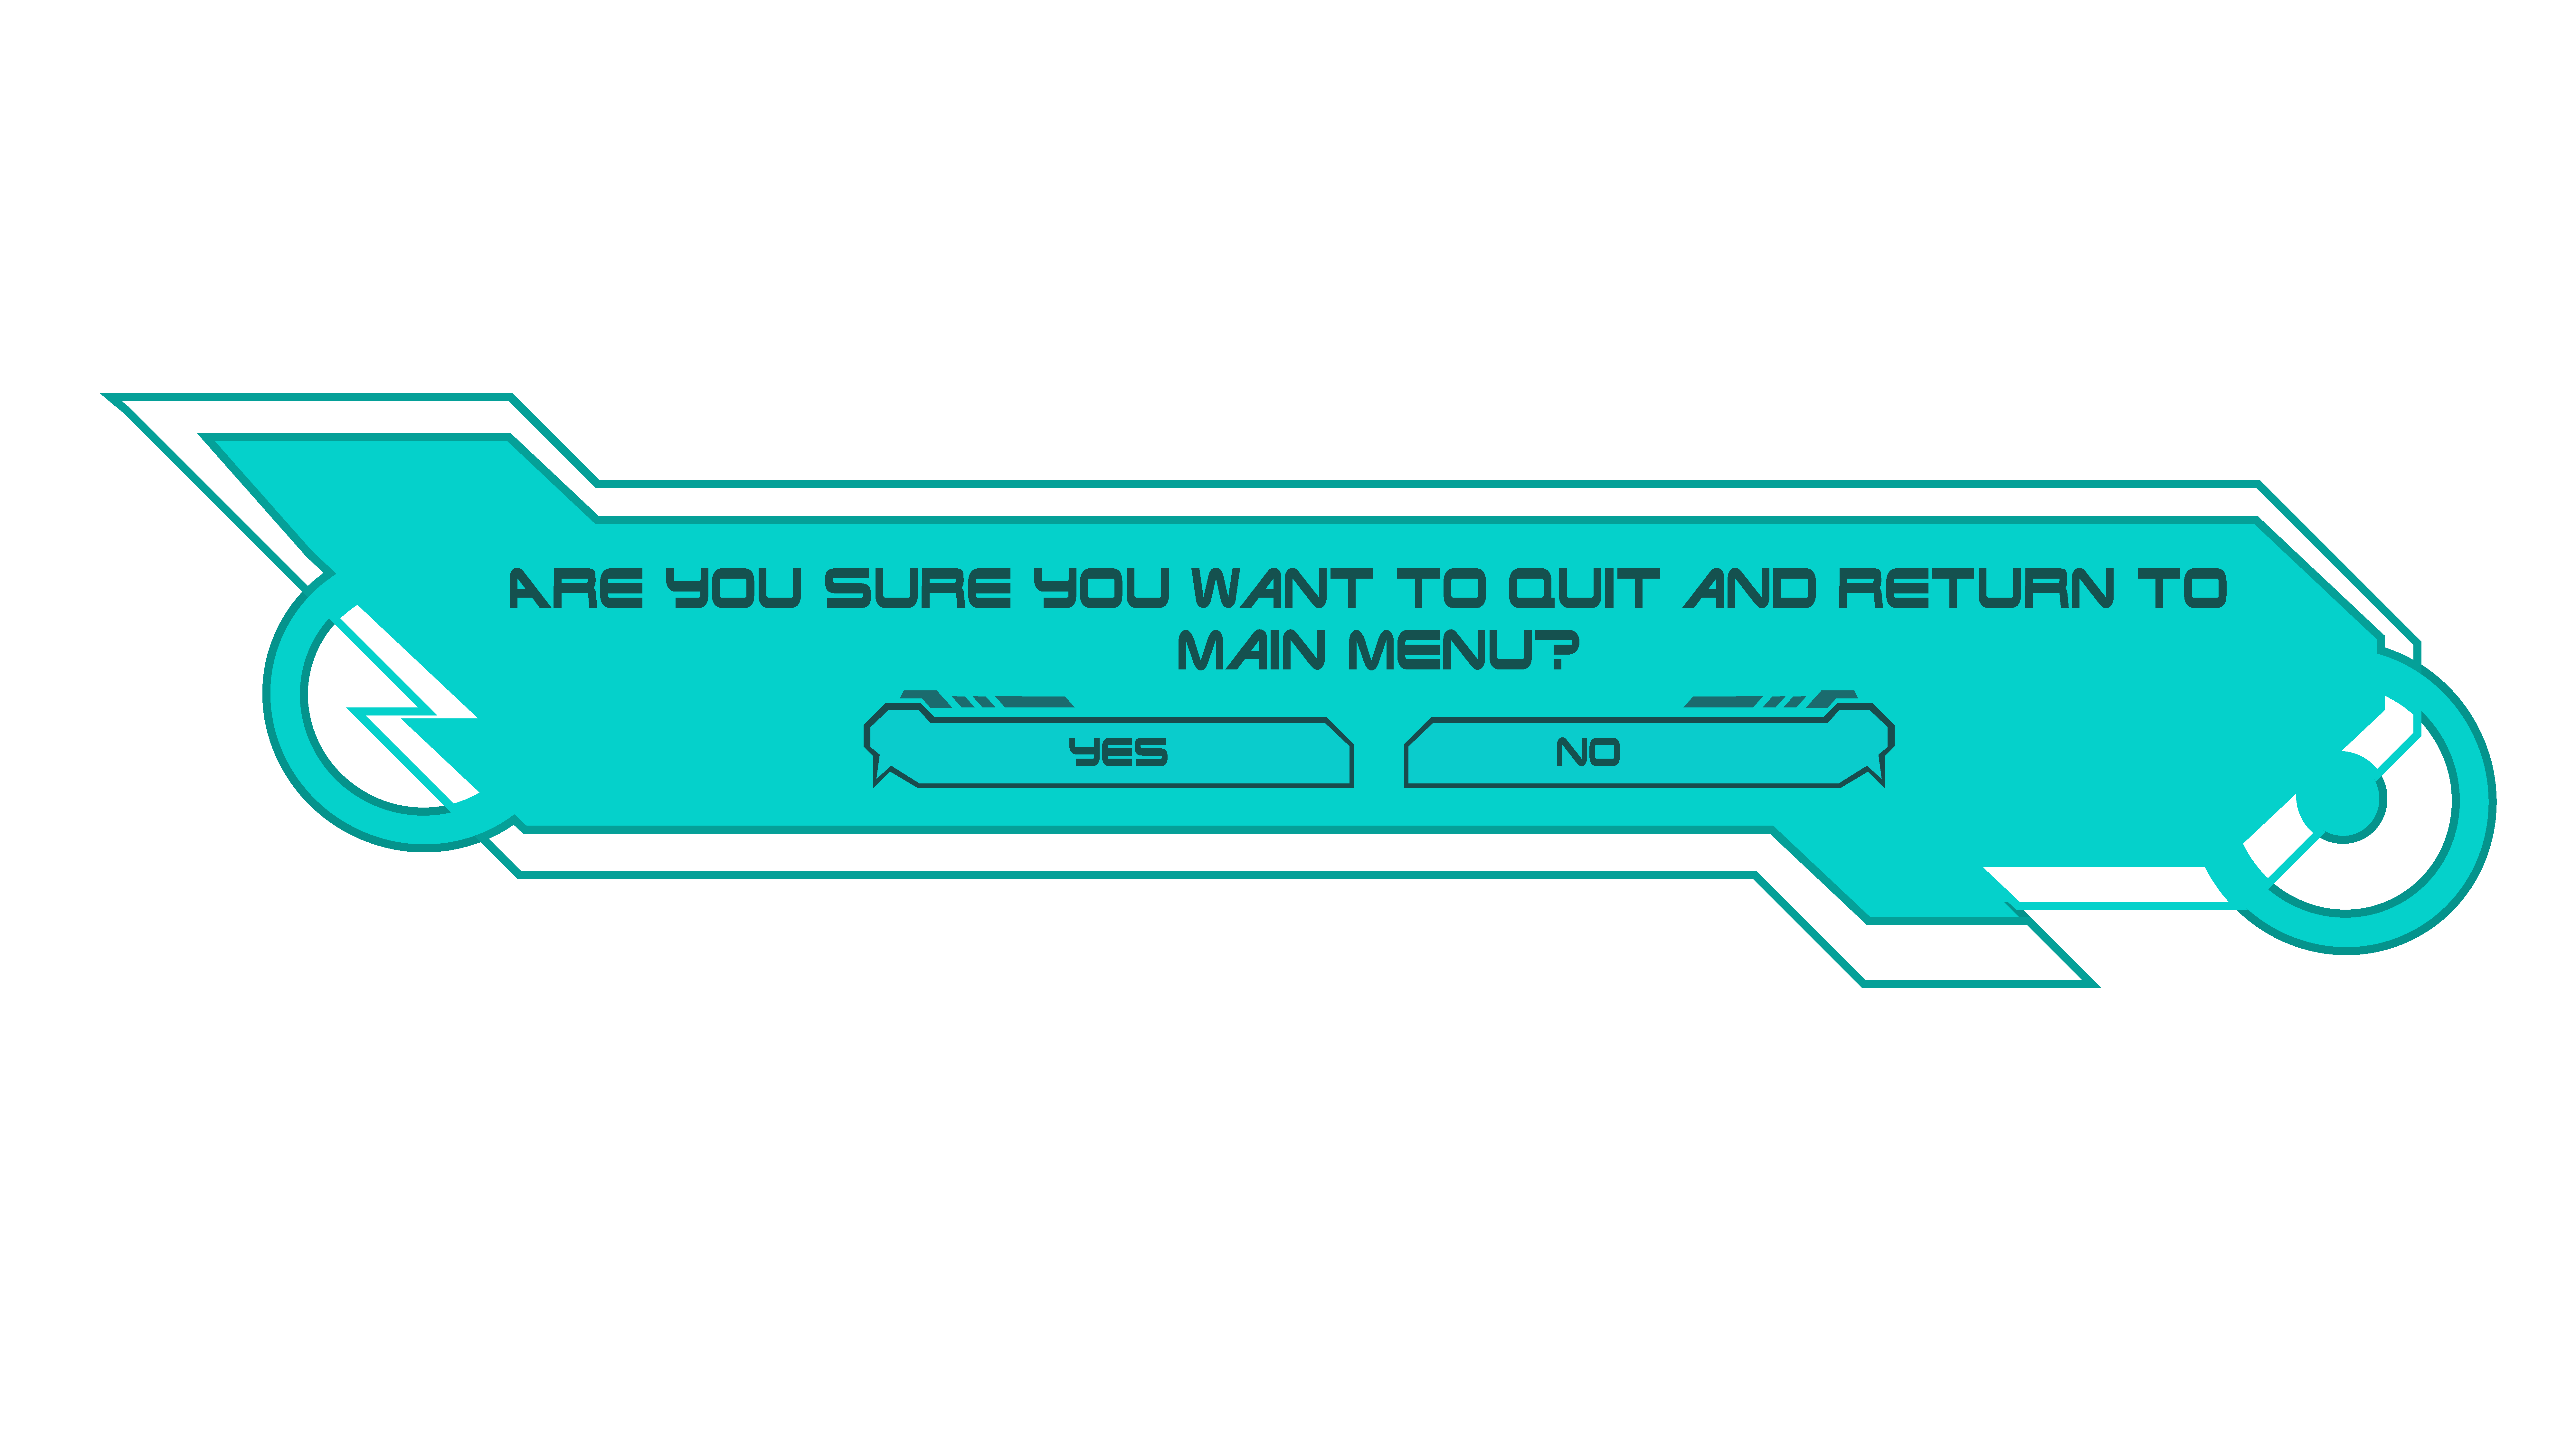 ARE YOU SURE YOU WANT TO QUIT AND RETURN TO
MAIN MENU?
YES
NO